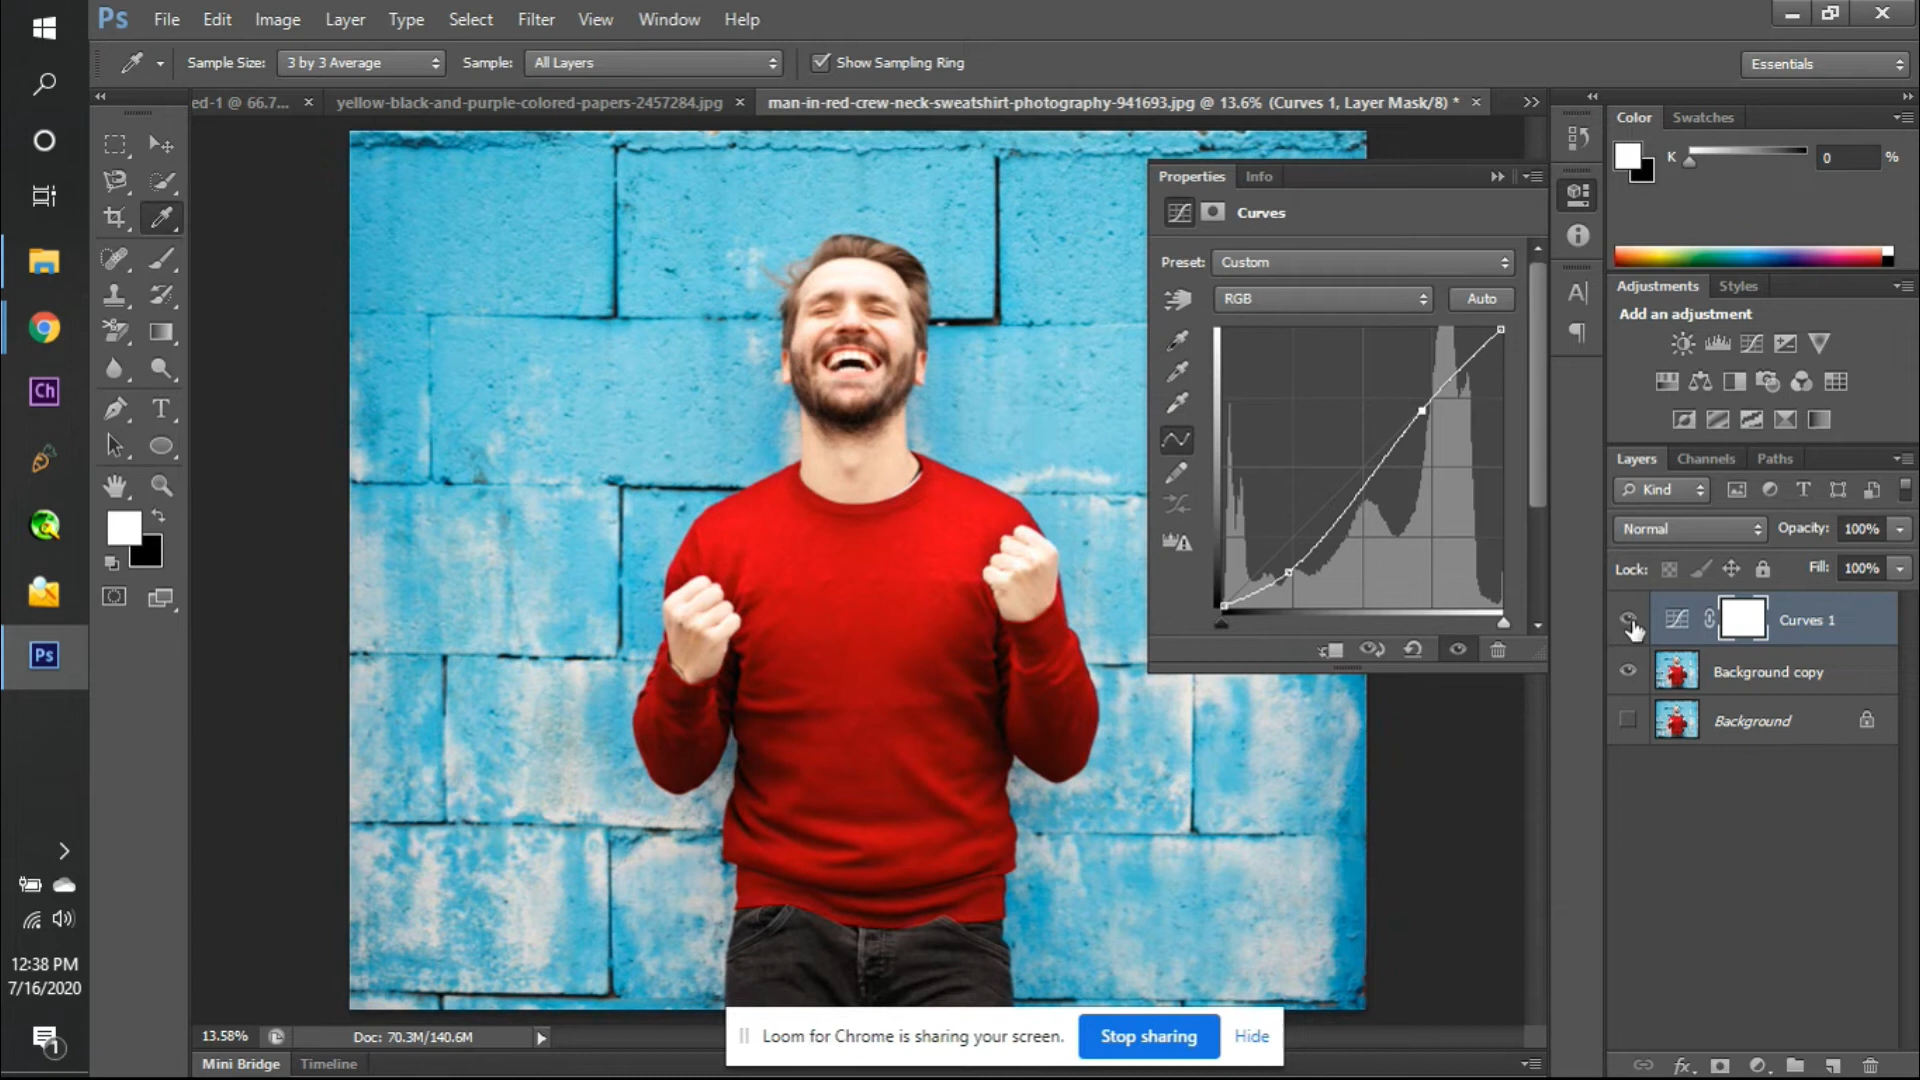 Ps File Edit Image Layer Type Select Filter View Window Help
Sample Size: 3 by 3 Average Sample: All Layers Show Sampling Ring Essentials
ed-1 @ 66.7... × yellow-black-and-purple-colored-papers-2457284.jpg × man-in-red-crew-neck-sweatshirt-photography-941693.jpg @ 13.6% (Curves 1, Layer Mask/8) * ×
Color Swatches
K 0 %
Properties Info
Curves
Preset: Custom
RGB Auto
Adjustments Styles
Add an adjustment
Layers Channels Paths
Kind
Normal Opacity: 100%
Lock: Fill: 100%
Curves 1
Background copy
Background
Ch
T
A
Ps
12:38 PM
7/16/2020
1
13.58% Doc: 70.3M/140.6M
Loom for Chrome is sharing your screen. Stop sharing Hide
Mini Bridge Timeline
fx